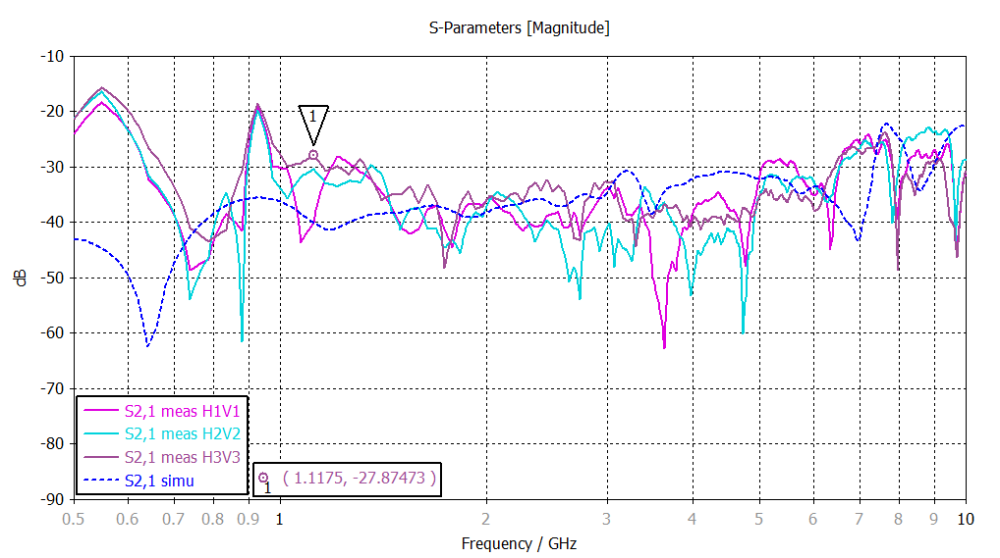 S-Parameters [Magnitude]
-10
-20
-30
-40
-50
-60
-70
-80
-90
dB
1
S2,1 meas H1V1
S2,1 meas H2V2
S2,1 meas H3V3
S2,1 simu
1 ( 1.1175, -27.87473 )
0.5 0.6 0.7 0.8 0.9 1 2 3 4 5 6 7 8 9 10
Frequency / GHz